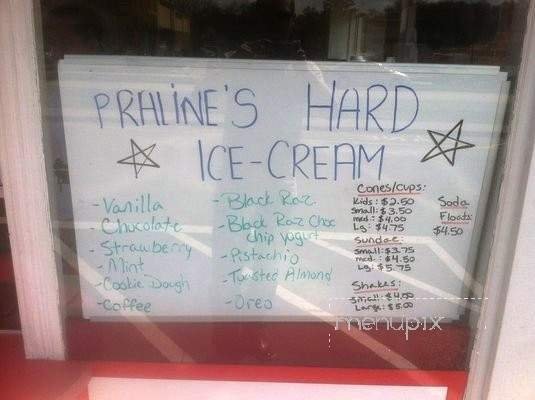 PRALINE'S HARD
ICE-CREAM
- Vanilla
- Chocolate
- Strawberry
- Mint
- Cookie Dough
- Coffee
- Black Raz
- Black Raz Choc
chip yogurt
- Pistachio
- Toasted Almond
- Oreo
Cones/cups:
Kids: $2.50
Small: $3.50
med: $4.00
Lg: $4.75
Sundae:
Small: $3.75
med: $4.50
Lg: $5.75
Shakes:
Small: $4.00
Large: $5.00
Soda
Floats:
$4.50
menupix